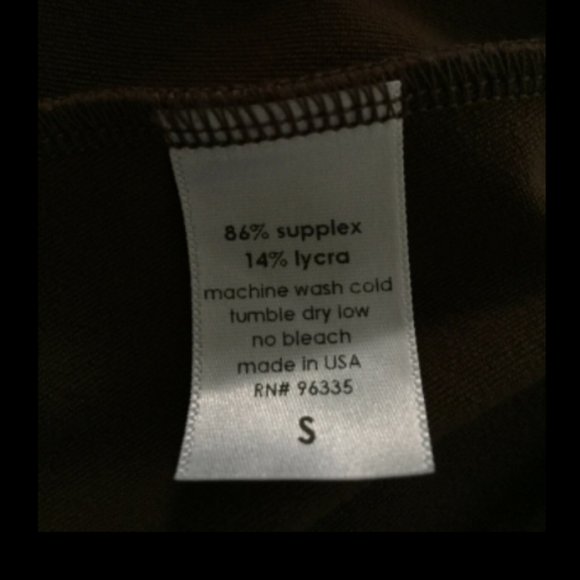 86% supplex
14% lycra
machine wash cold
tumble dry low
no bleach
made in USA
RN# 96335
S